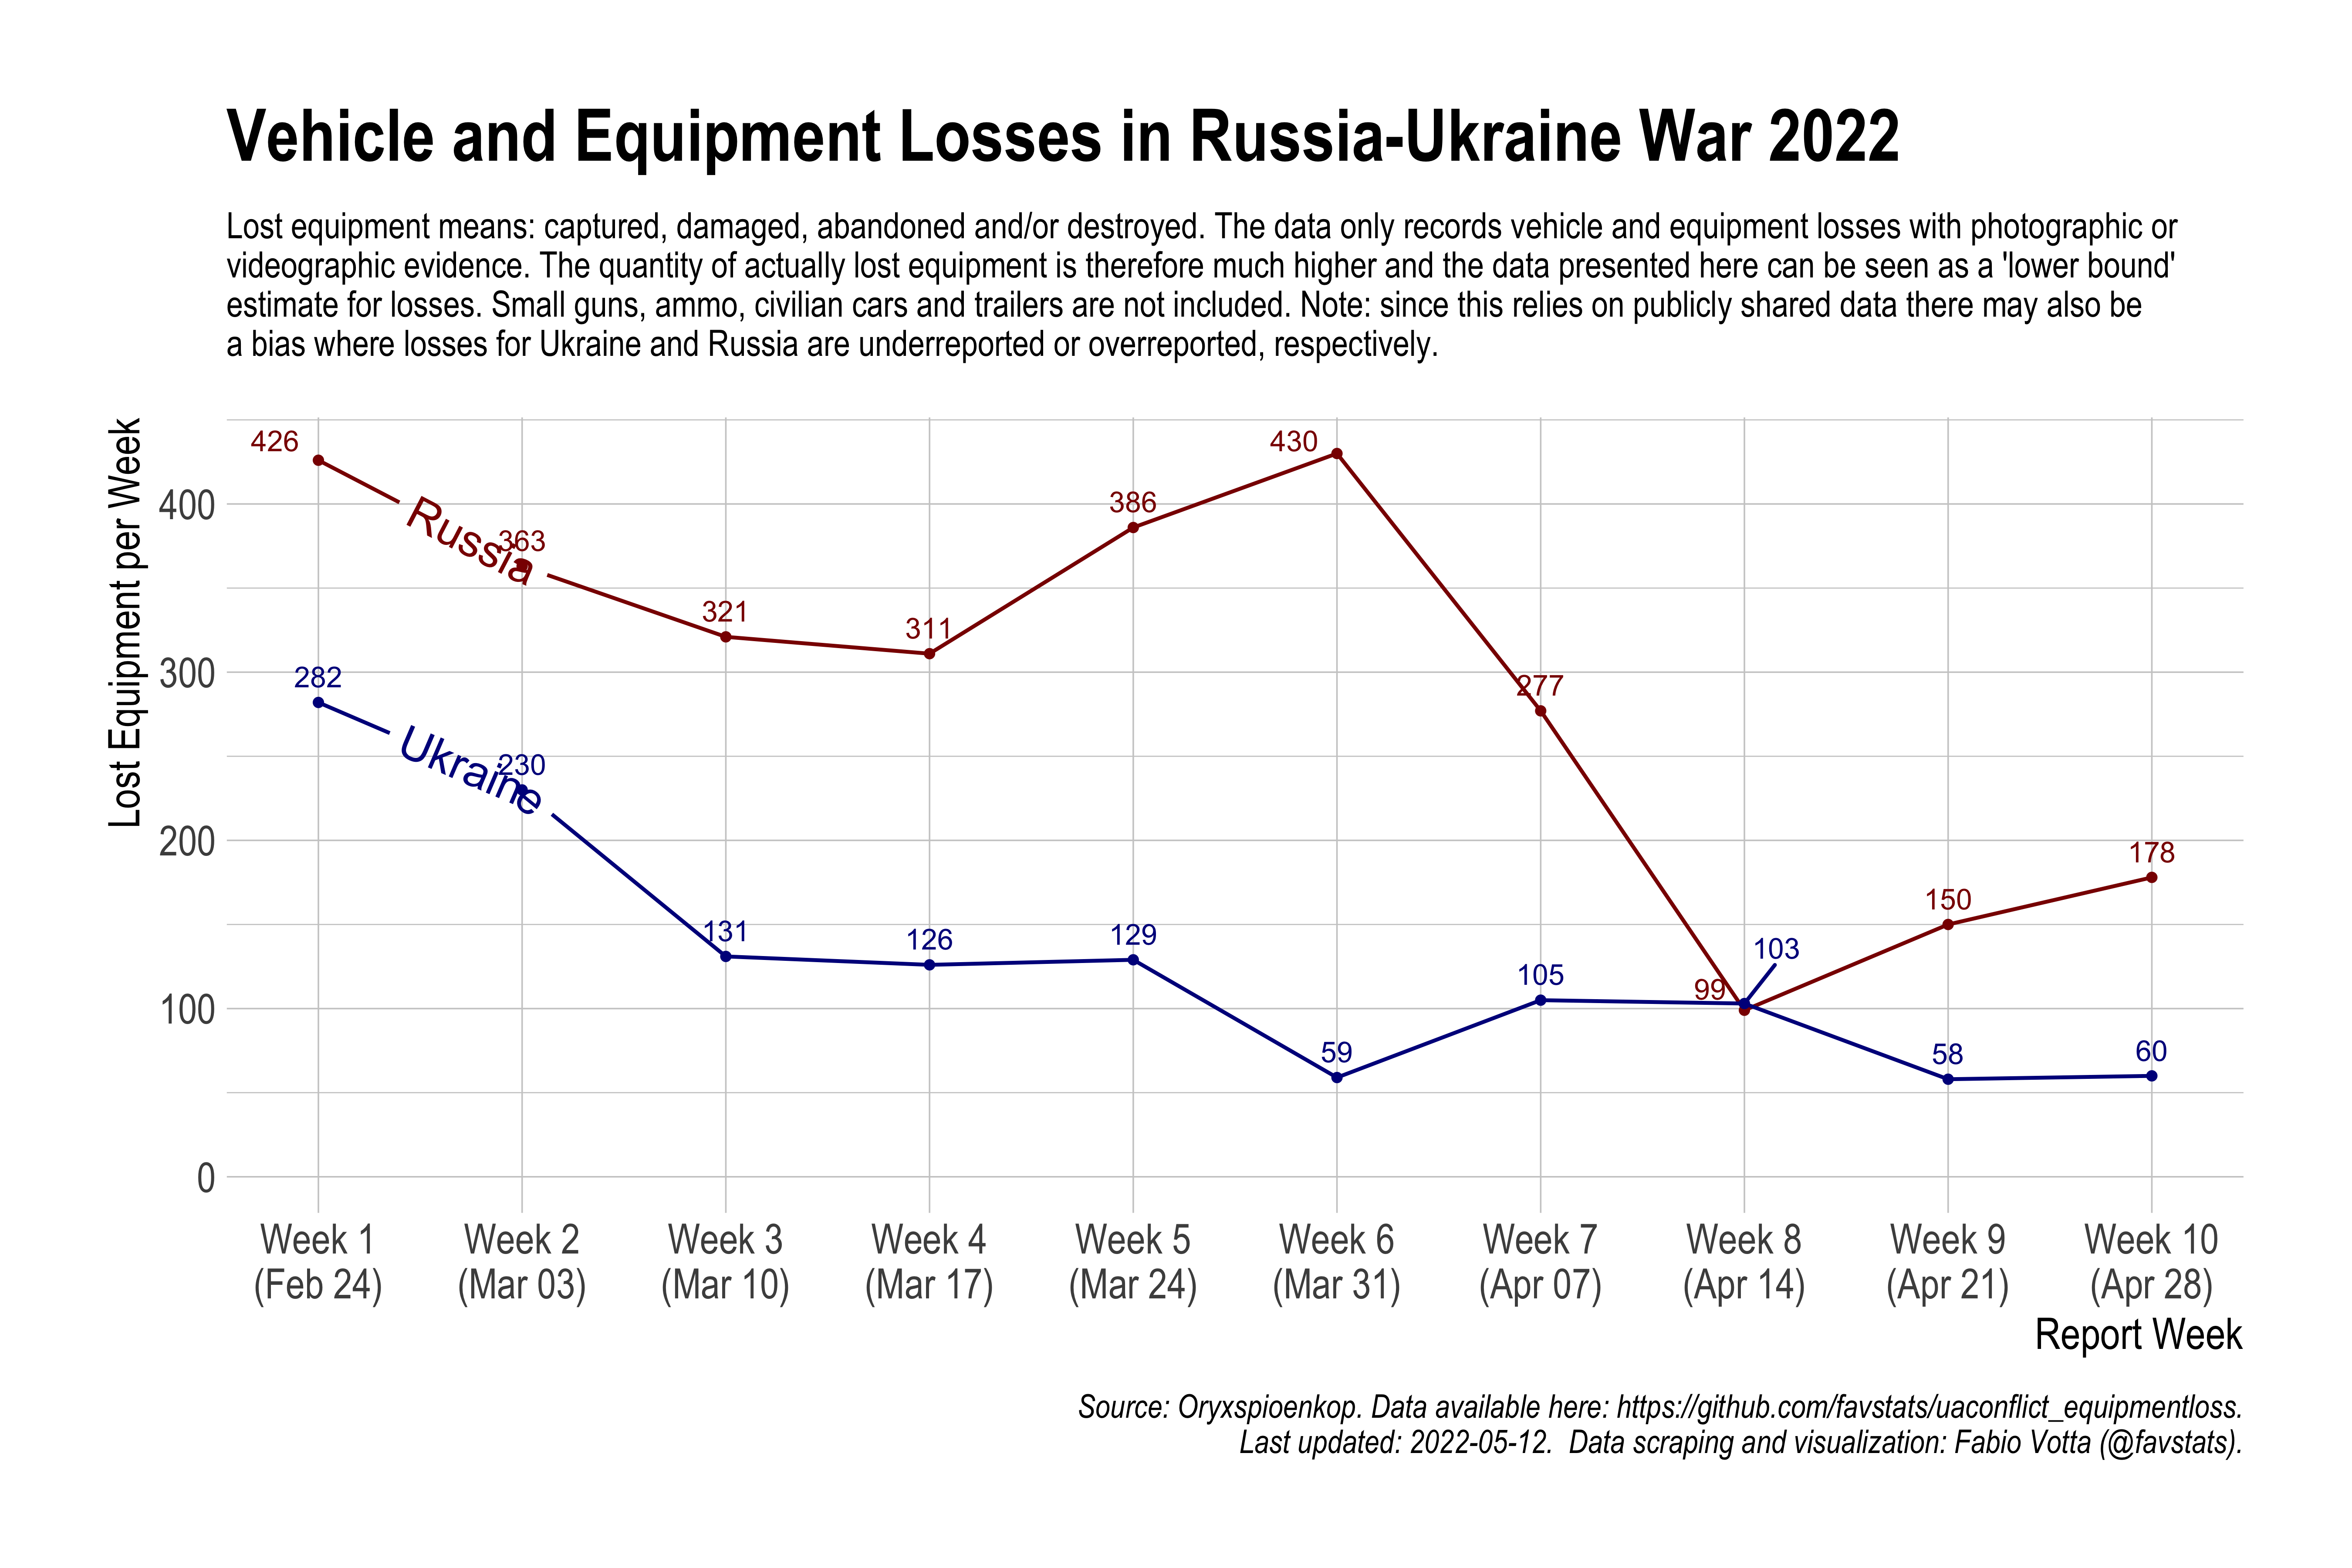 Vehicle and Equipment Losses in Russia-Ukraine War 2022
Lost equipment means: captured, damaged, abandoned and/or destroyed. The data only records vehicle and equipment losses with photographic or
videographic evidence. The quantity of actually lost equipment is therefore much higher and the data presented here can be seen as a 'lower bound'
estimate for losses. Small guns, ammo, civilian cars and trailers are not included. Note: since this relies on publicly shared data there may also be
a bias where losses for Ukraine and Russia are underreported or overreported, respectively.
Lost Equipment per Week
400
300
200
100
0
Russia
426
363
321
311
386
430
277
99
150
178
Ukraine
282
230
131
126
129
59
105
103
58
60
Week 1
(Feb 24)
Week 2
(Mar 03)
Week 3
(Mar 10)
Week 4
(Mar 17)
Week 5
(Mar 24)
Week 6
(Mar 31)
Week 7
(Apr 07)
Week 8
(Apr 14)
Week 9
(Apr 21)
Week 10
(Apr 28)
Report Week
Source: Oryxspioenkop. Data available here: https://github.com/favstats/uaconflict_equipmentloss.
Last updated: 2022-05-12.  Data scraping and visualization: Fabio Votta (@favstats).